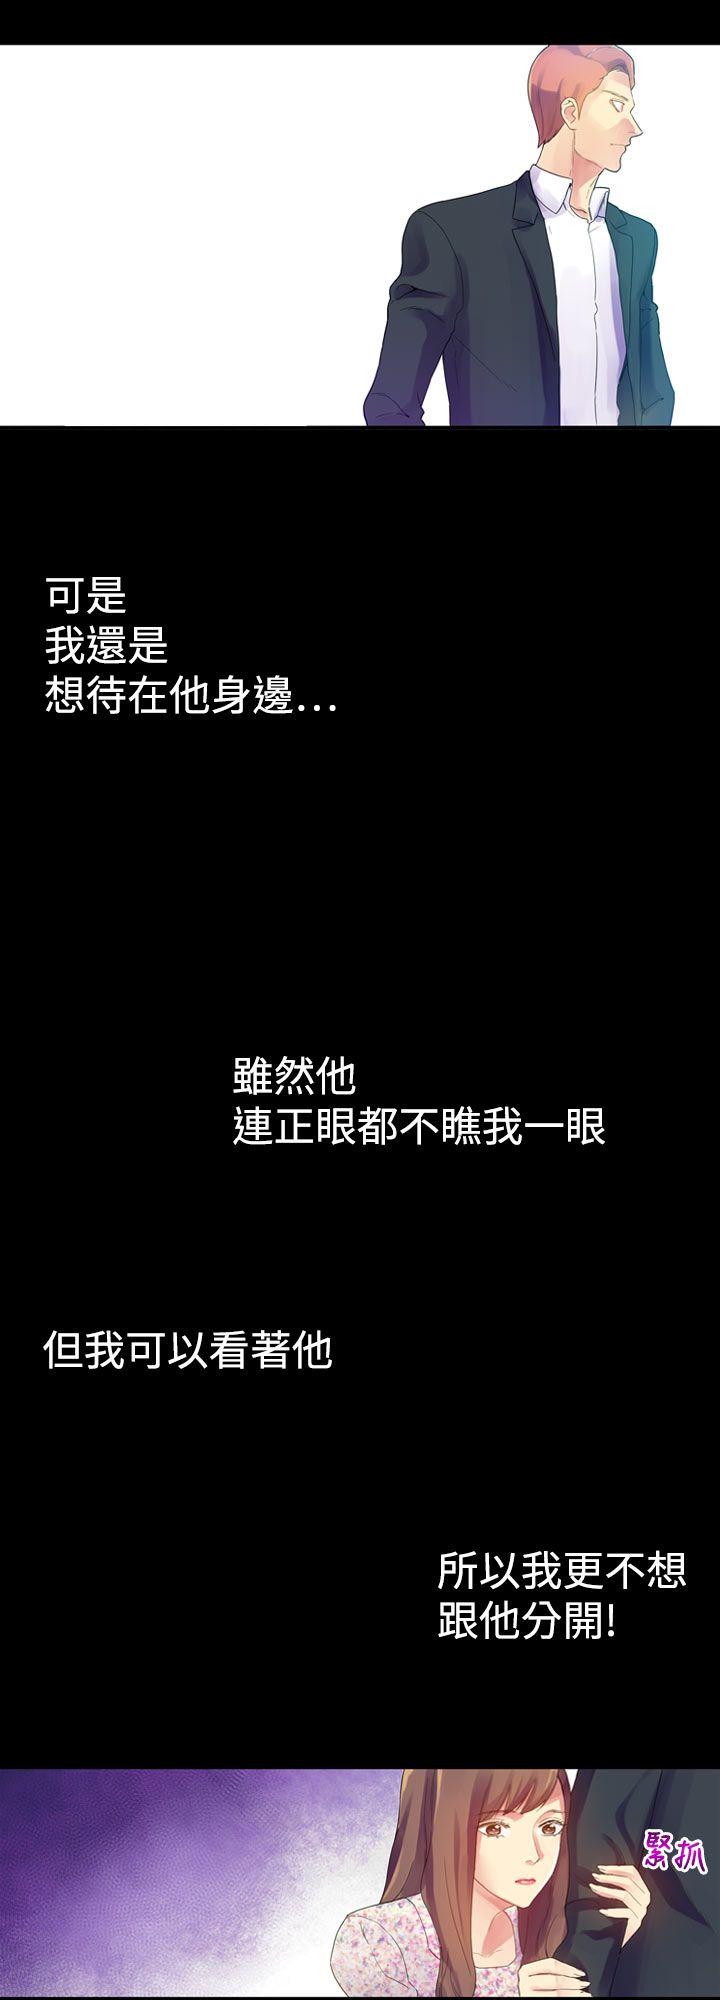 可是
我還是
想待在他身邊...
雖然他
連正眼都不瞧我一眼
但我可以看著他
所以我更不想
跟他分開!
緊抓